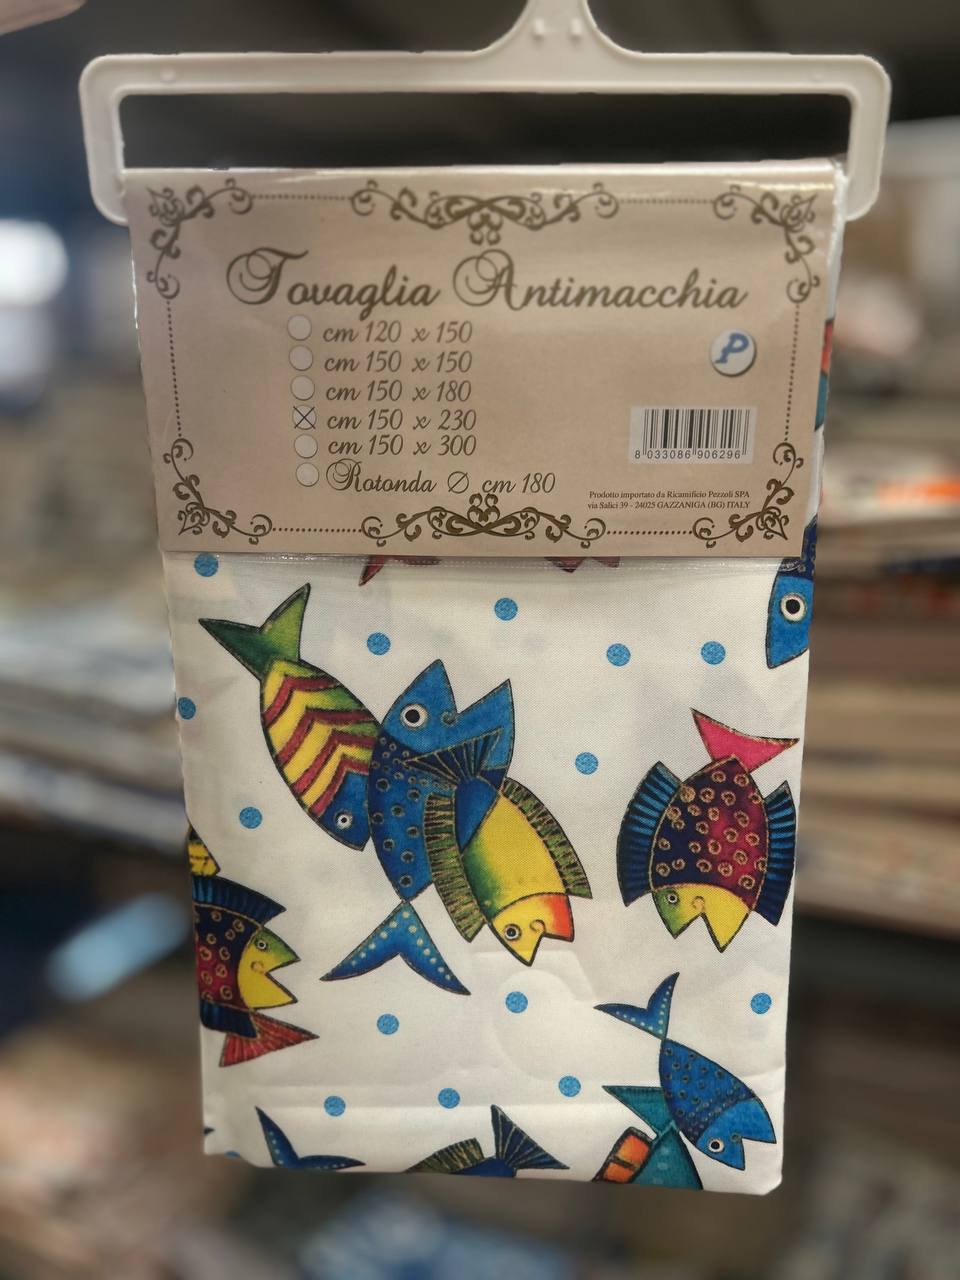 Tovaglia Antimacchia
cm 120 x 150
cm 150 x 150
cm 150 x 180
cm 150 x 230
cm 150 x 300
Rotonda Ø cm 180
P
8 033086 906296
Prodotto importato da Ricamificio Pezzoli SPA
via Salici 39 - 24025 GAZZANIGA (BG) ITALY